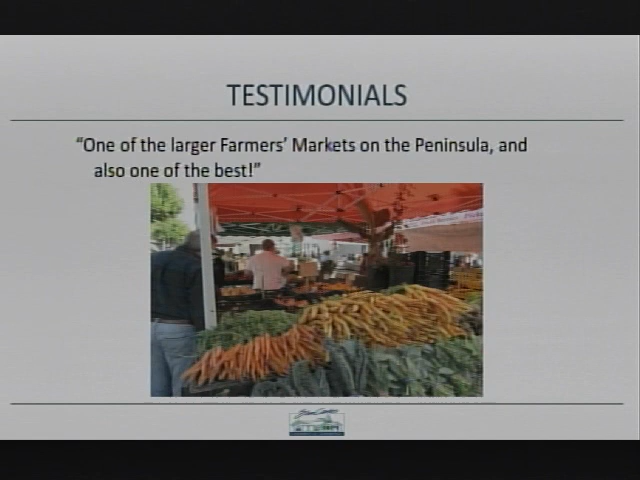 TESTIMONIALS
“One of the larger Farmers’ Markets on the Peninsula, and
also one of the best!”